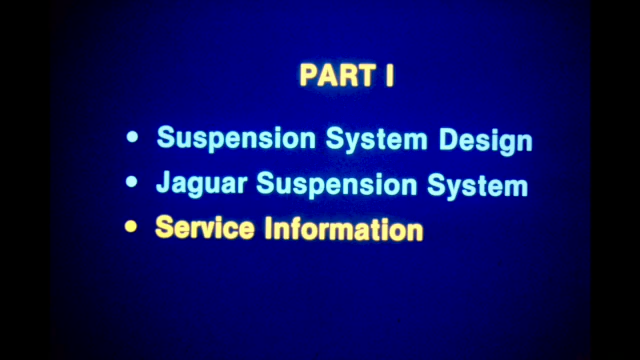 PART I
• Suspension System Design
• Jaguar Suspension System
• Service Information